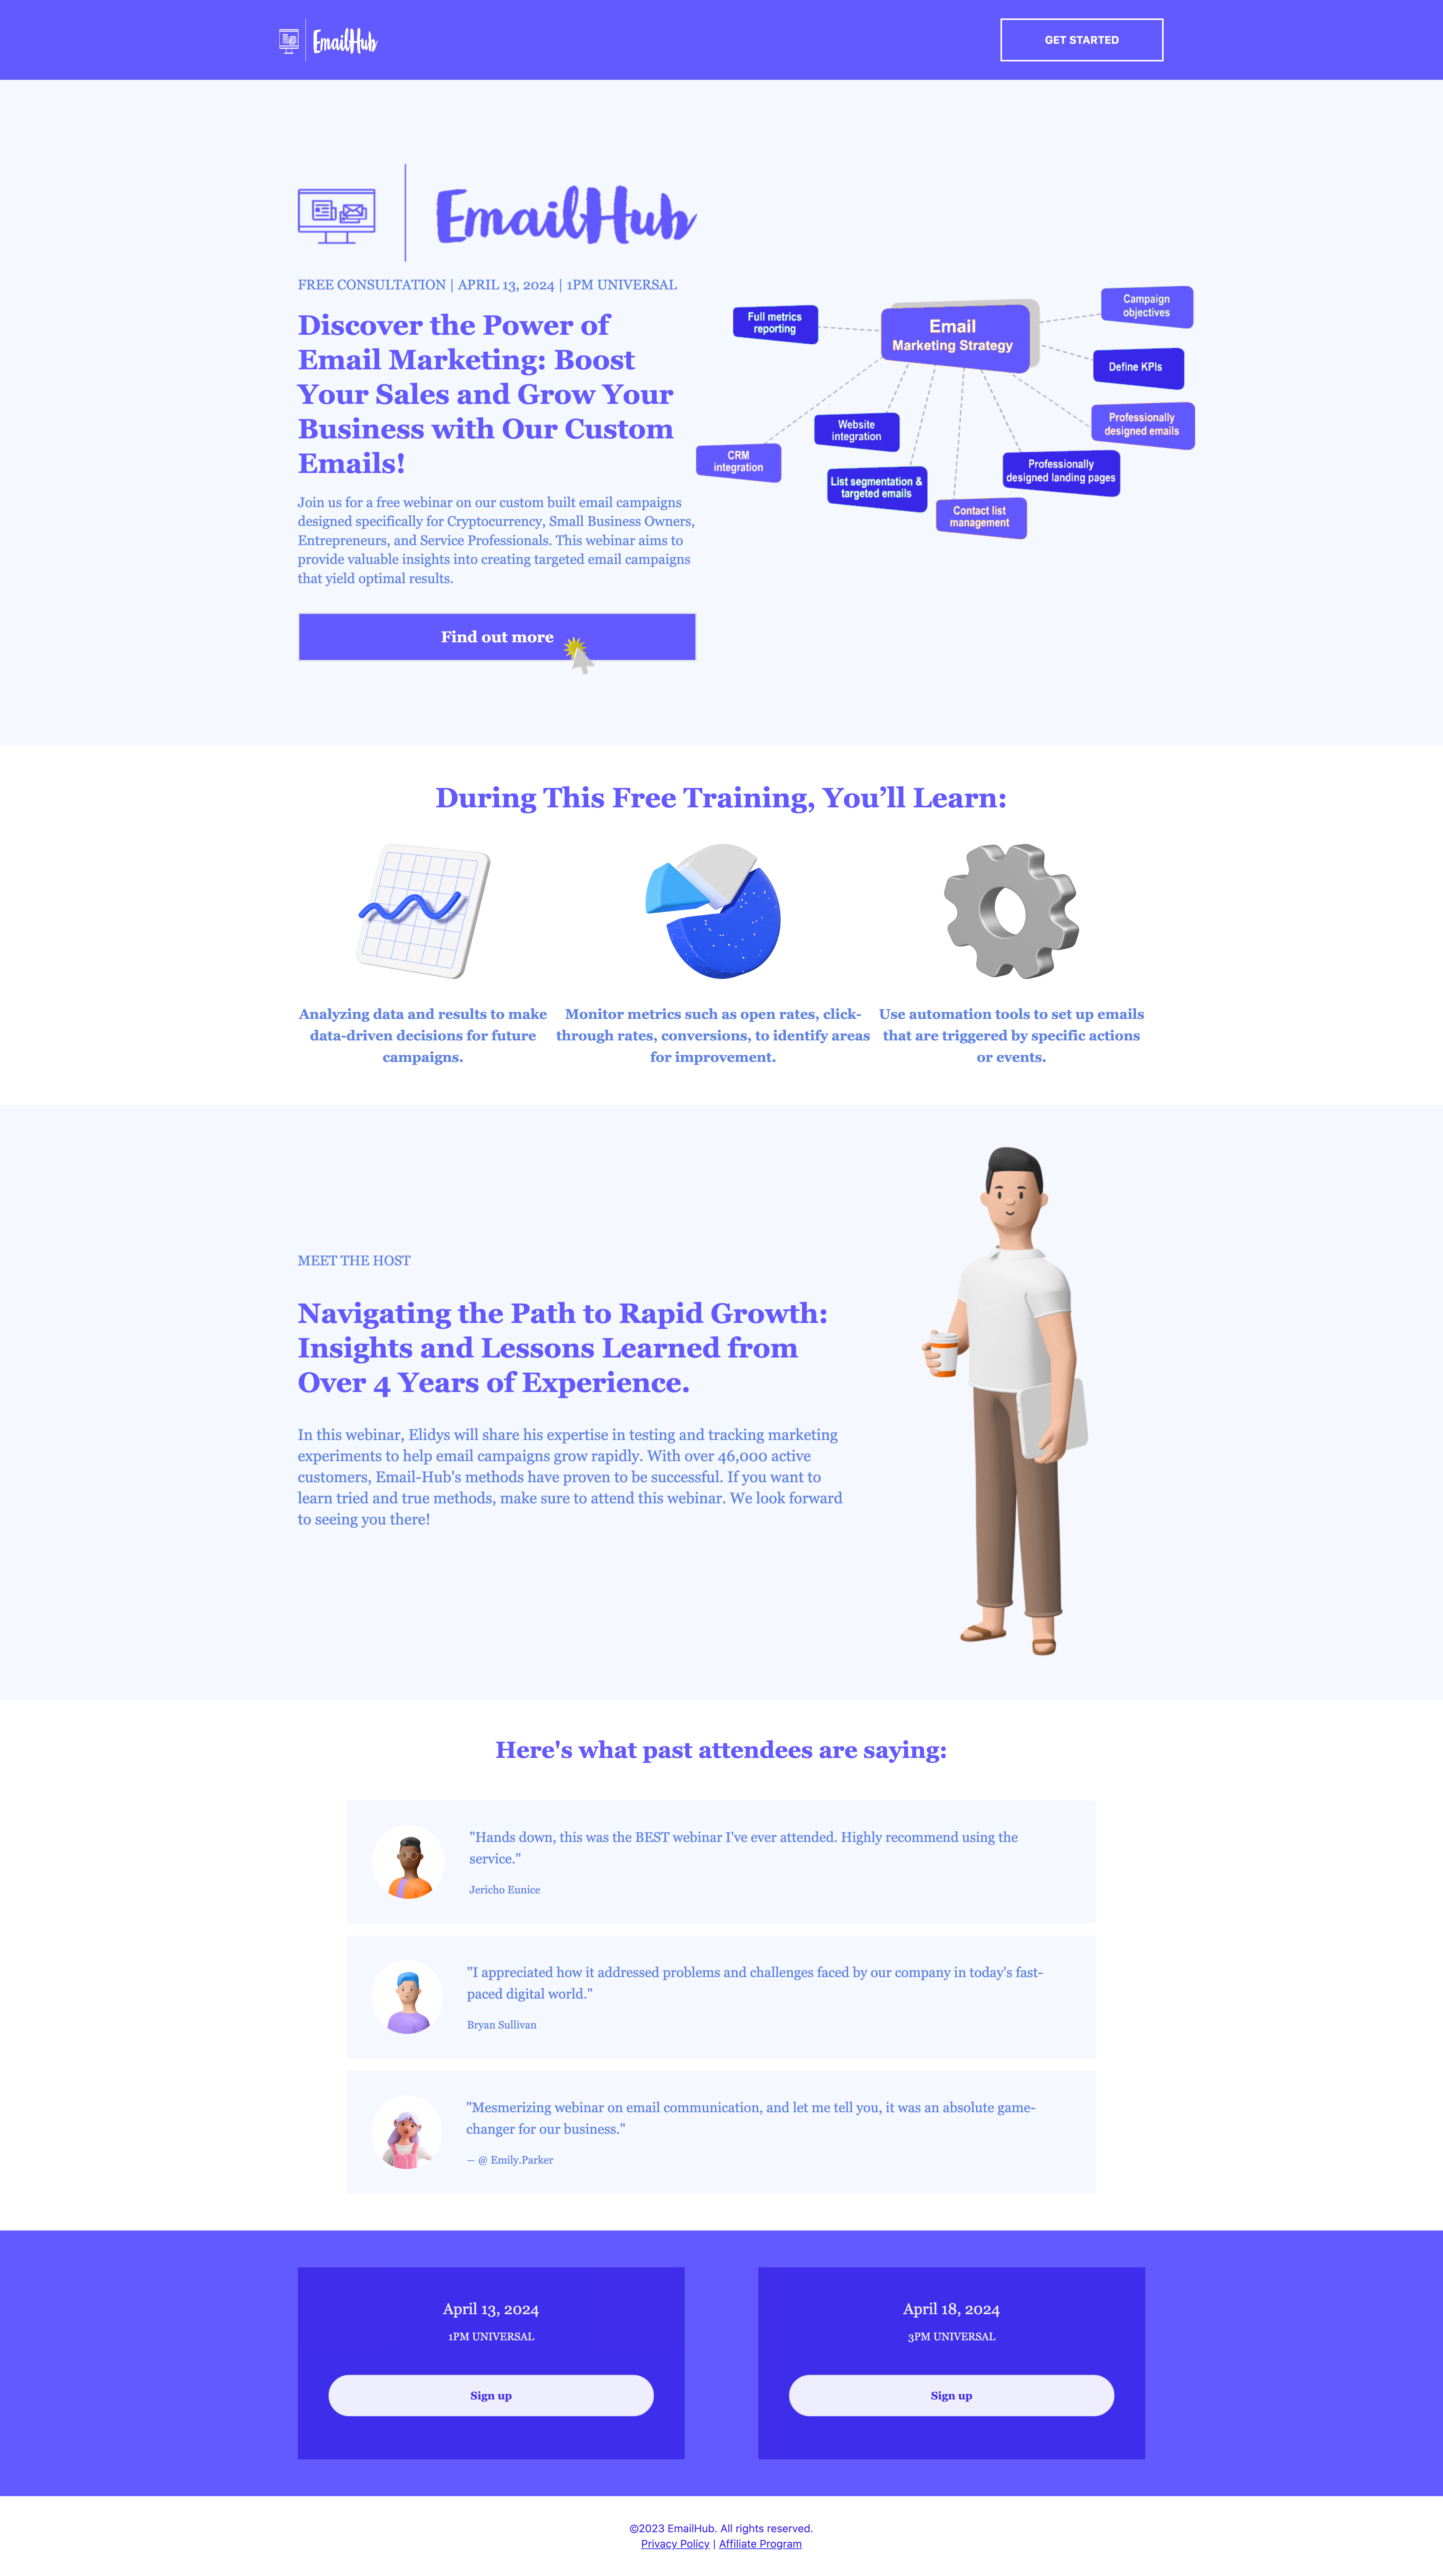 EmailHub
GET STARTED
EmailHub
FREE CONSULTATION | APRIL 13, 2024 | 1PM UNIVERSAL
Discover the Power of
Email Marketing: Boost
Your Sales and Grow Your
Business with Our Custom
Emails!
Join us for a free webinar on our custom built email campaigns
designed specifically for Cryptocurrency, Small Business Owners,
Entrepreneurs, and Service Professionals. This webinar aims to
provide valuable insights into creating targeted email campaigns
that yield optimal results.
Find out more
Full metrics
reporting
Email
Marketing Strategy
Campaign
objectives
Define KPIs
Professionally
designed emails
Website
integration
CRM
integration
Professionally
designed landing pages
List segmentation &
targeted emails
Contact list
management
During This Free Training, You’ll Learn:
Analyzing data and results to make
data-driven decisions for future
campaigns.
Monitor metrics such as open rates, click-
through rates, conversions, to identify areas
for improvement.
Use automation tools to set up emails
that are triggered by specific actions
or events.
MEET THE HOST
Navigating the Path to Rapid Growth:
Insights and Lessons Learned from
Over 4 Years of Experience.
In this webinar, Elidys will share his expertise in testing and tracking marketing
experiments to help email campaigns grow rapidly. With over 46,000 active
customers, Email-Hub's methods have proven to be successful. If you want to
learn tried and true methods, make sure to attend this webinar. We look forward
to seeing you there!
Here's what past attendees are saying:
"Hands down, this was the BEST webinar I've ever attended. Highly recommend using the
service."
Jericho Eunice
"I appreciated how it addressed problems and challenges faced by our company in today's fast-
paced digital world."
Bryan Sullivan
"Mesmerizing webinar on email communication, and let me tell you, it was an absolute game-
changer for our business."
— @ Emily.Parker
April 13, 2024
1PM UNIVERSAL
Sign up
April 18, 2024
3PM UNIVERSAL
Sign up
©2023 EmailHub. All rights reserved.
Privacy Policy | Affiliate Program